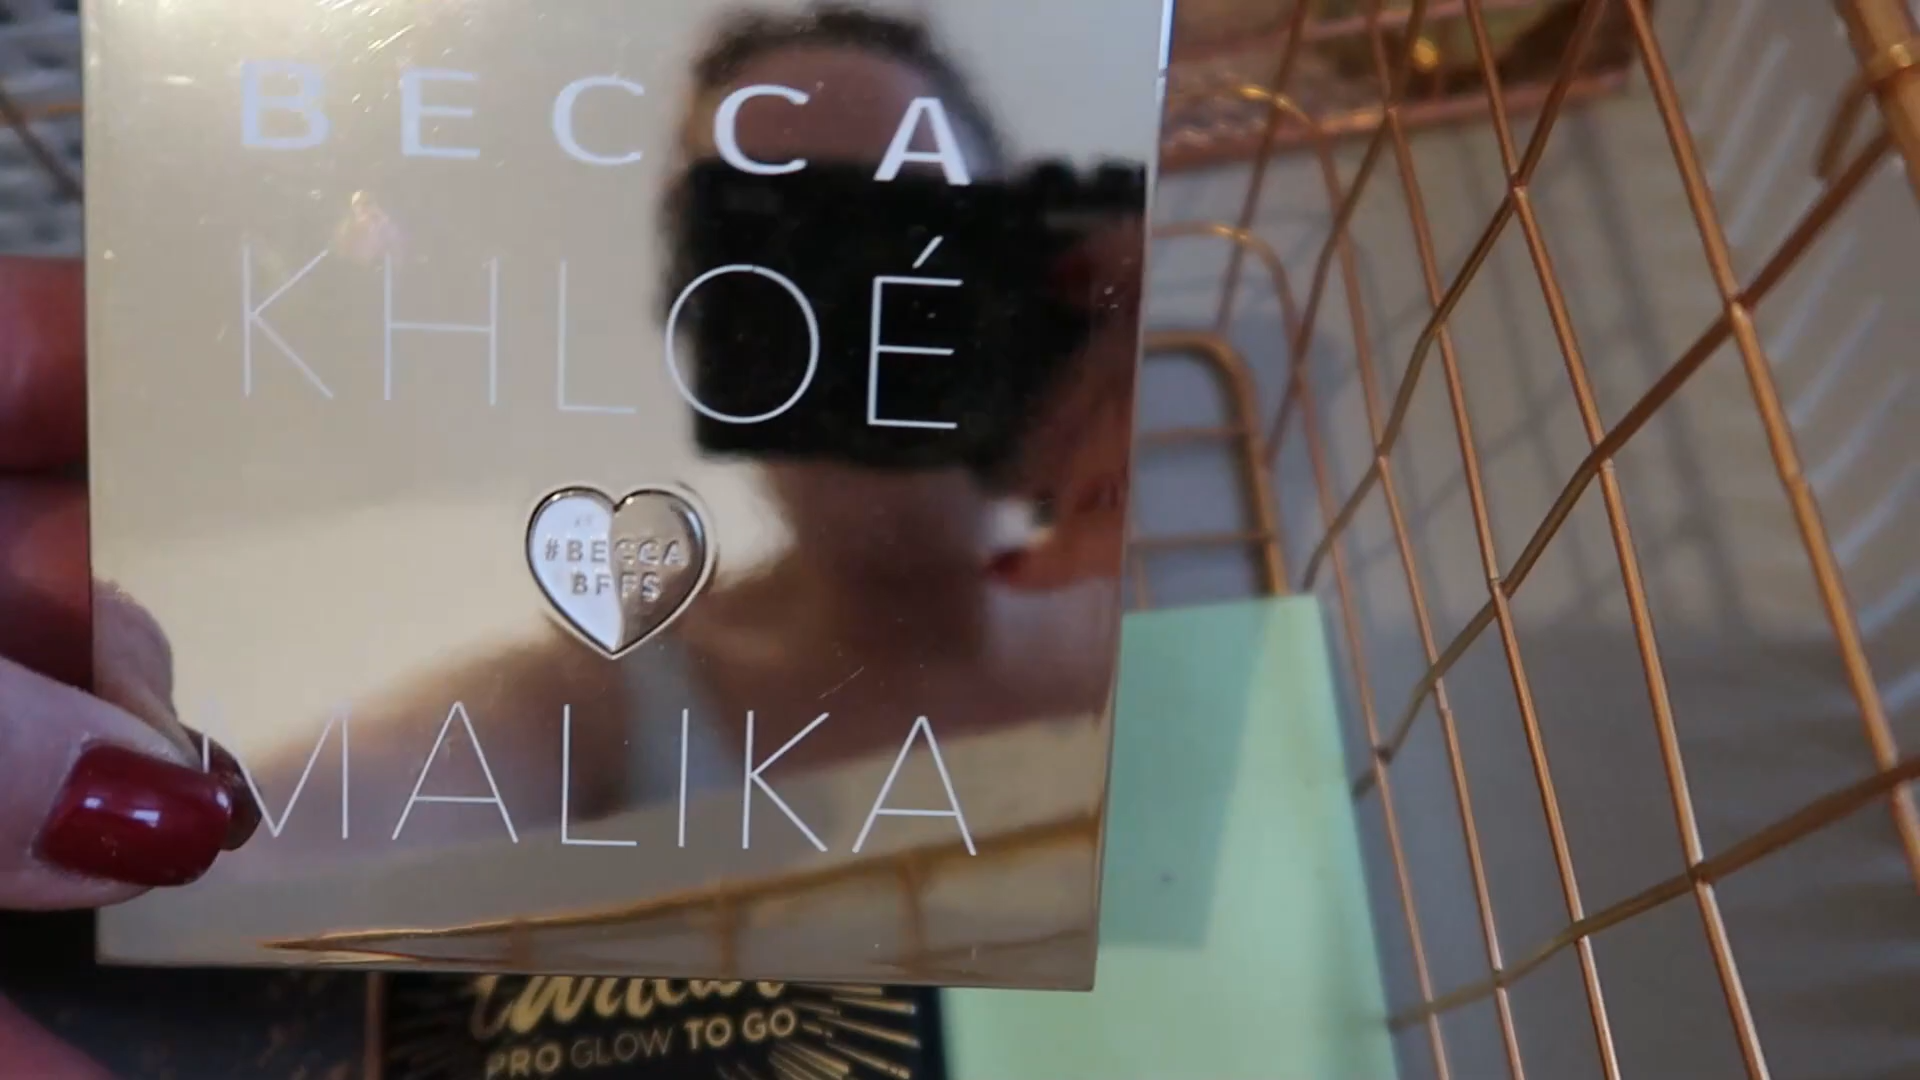 BECCA
KHLOÉ
#BECCA
BFFS
MALIKA
PRO GLOW TO GO